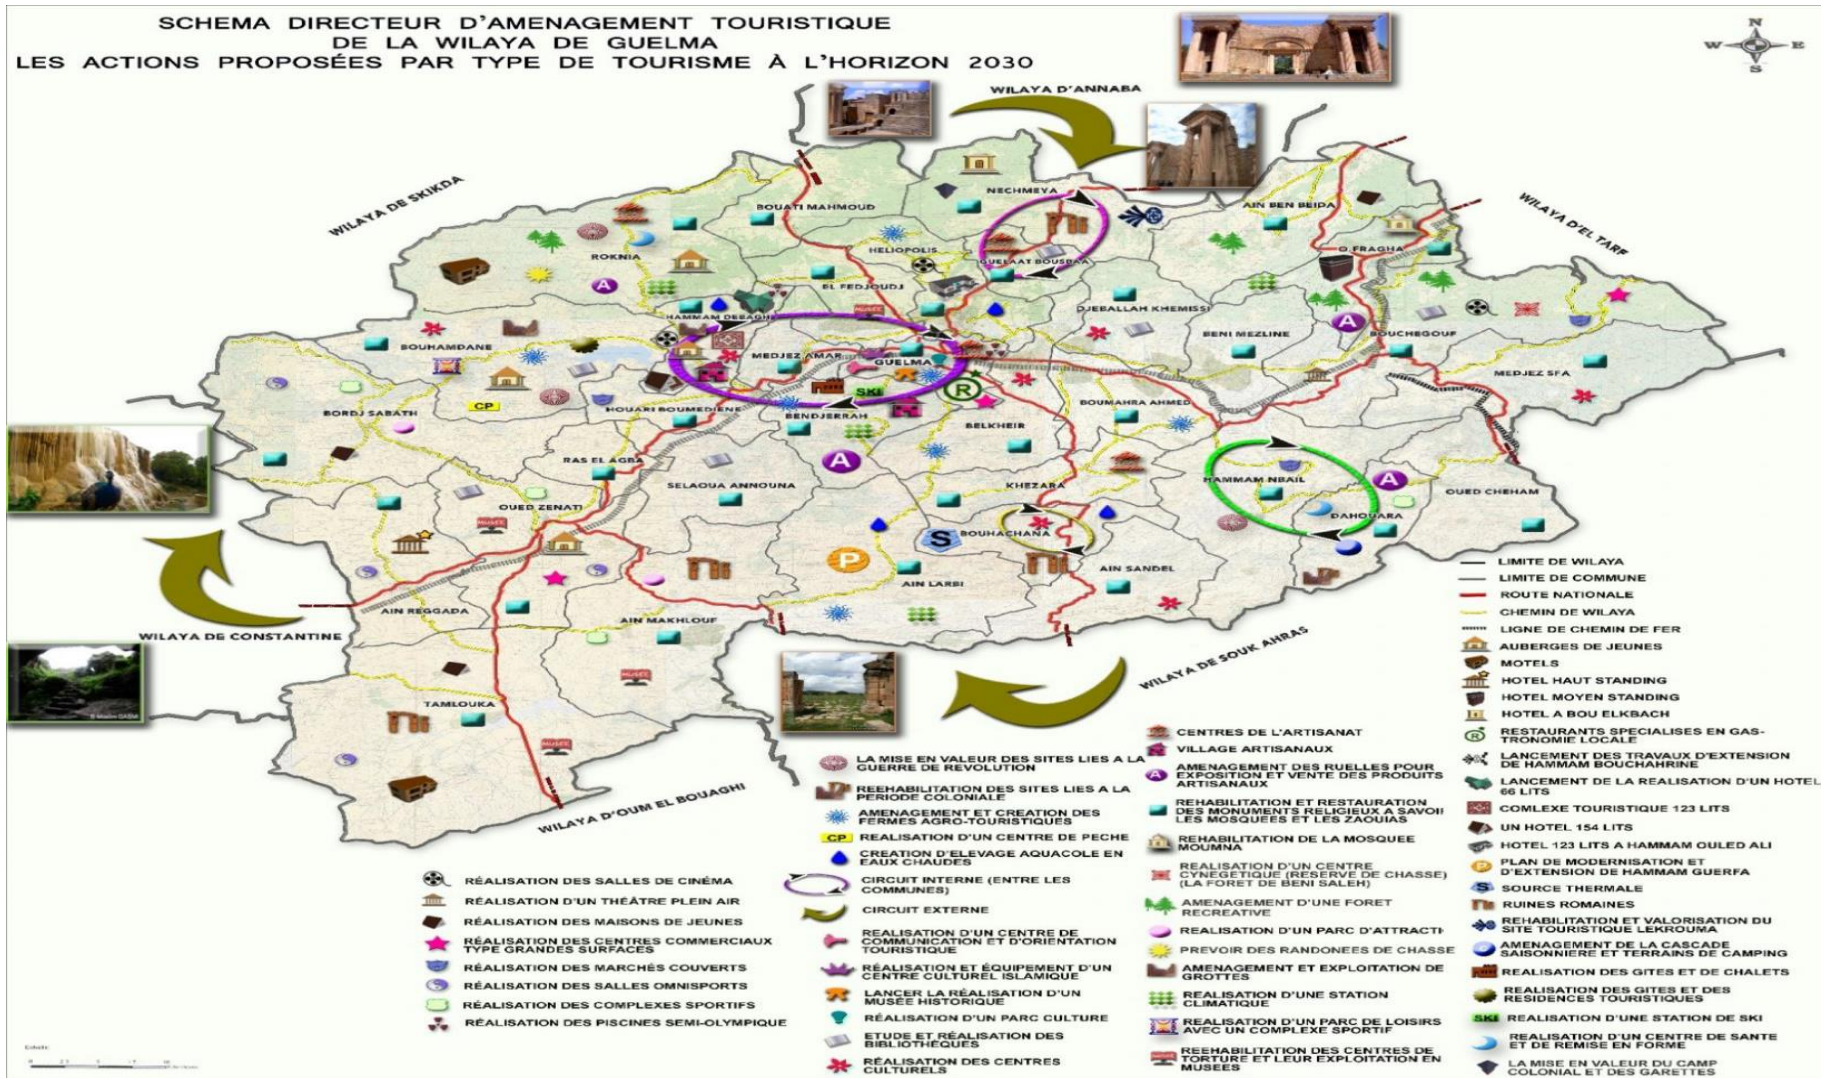 SCHEMA DIRECTEUR D'AMENAGEMENT TOURISTIQUE
DE LA WILAYA DE GUELMA
LES ACTIONS PROPOSÉES PAR TYPE DE TOURISME À L'HORIZON 2030
N
W E
S
WILAYA D'ANNABA
WILAYA DE SKIKDA
WILAYA D'EL TARF
NECHMEYA
BOUATI MAHMOUD
AIN BEN BEIDA
HELIOPOLIS
O.FRAGHA
ROKNIA
GUELAAT BOUSBAA
EL FEDJOUDJ
A
DJEBALLAH KHEMISSI
MUSEE
HAMMAM DEBAGH
A
BENI MEZLINE
BOUCHEGOUF
BOUHAMDANE
MEDJEZ AMAR
GUELMA
MEDJEZ SFA
SKI
R
CP
BORDJ SABATH
HOUARI BOUMEDIENE
BENDJERRAH
BOUMAHRA AHMED
BELKHEIR
A
RAS EL AGBA
SELAOUA ANNOUNA
KHEZARA
HAMMAM NBAIL
A
OUED CHEHAM
OUED ZENATI
MUSEE
DAHOUARA
S
BOUHACHANA
P
AIN LARBI
AIN SANDEL
AIN REGGADA
AIN MAKHLOUF
WILAYA DE CONSTANTINE
WILAYA DE SOUK AHRAS
MUSEE
TAMLOUKA
MUSEE
WILAYA D'OUM EL BOUAGHI
RÉALISATION DES SALLES DE CINÉMA
RÉALISATION D'UN THÉÂTRE PLEIN AIR
RÉALISATION DES MAISONS DE JEUNES
RÉALISATION DES CENTRES COMMERCIAUX
TYPE GRANDES SURFACES
RÉALISATION DES MARCHÉS COUVERTS
RÉALISATION DES SALLES OMNISPORTS
RÉALISATION DES COMPLEXES SPORTIFS
RÉALISATION DES PISCINES SEMI-OLYMPIQUE
LA MISE EN VALEUR DES SITES LIES A LA
GUERRE DE REVOLUTION
REEHABILITATION DES SITES LIES A LA
PERIODE COLONIALE
AMENAGEMENT ET CREATION DES
FERMES AGRO-TOURISTIQUES
CP REALISATION D'UN CENTRE DE PECHE
CREATION D'ELEVAGE AQUACOLE EN
EAUX CHAUDES
CIRCUIT INTERNE (ENTRE LES
COMMUNES)
CIRCUIT EXTERNE
REALISATION D'UN CENTRE DE
COMMUNICATION ET D'ORIENTATION
TOURISTIQUE
RÉALISATION ET ÉQUIPEMENT D'UN
CENTRE CULTUREL ISLAMIQUE
LANCER LA RÉALISATION D'UN
MUSÉE HISTORIQUE
RÉALISATION D'UN PARC CULTURE
ETUDE ET RÉALISATION DES
BIBLIOTHÈQUES
RÉALISATION DES CENTRES
CULTURELS
CENTRES DE L'ARTISANAT
VILLAGE ARTISANAUX
A AMENAGEMENT DES RUELLES POUR
EXPOSITION ET VENTE DES PRODUITS
ARTISANAUX
REHABILITATION ET RESTAURATION
DES MONUMENTS RELIGIEUX A SAVOIR
LES MOSQUEES ET LES ZAOUIAS
REHABILITATION DE LA MOSQUEE
MOUMNA
REALISATION D'UN CENTRE
CYNEGETIQUE (RESERVE DE CHASSE)
(LA FORET DE BENI SALEH)
AMENAGEMENT D'UNE FORET
RECREATIVE
REALISATION D'UN PARC D'ATTRACTI
PREVOIR DES RANDONEES DE CHASSE
AMENAGEMENT ET EXPLOITATION DE
GROTTES
REALISATION D'UNE STATION
CLIMATIQUE
REALISATION D'UN PARC DE LOISIRS
AVEC UN COMPLEXE SPORTIF
MUSEE REEHABILITATION DES CENTRES DE
TORTURE ET LEUR EXPLOITATION EN
MUSEES
LIMITE DE WILAYA
LIMITE DE COMMUNE
ROUTE NATIONALE
CHEMIN DE WILAYA
LIGNE DE CHEMIN DE FER
AUBERGES DE JEUNES
MOTELS
HOTEL HAUT STANDING
HOTEL MOYEN STANDING
HOTEL A BOU ELKBACH
R RESTAURANTS SPECIALISES EN GAS-
TRONOMIE LOCALE
LANCEMENT DES TRAVAUX D'EXTENSION
DE HAMMAM BOUCHAHRINE
LANCEMENT DE LA REALISATION D'UN HOTEL
66 LITS
COMLEXE TOURISTIQUE 123 LITS
UN HOTEL 154 LITS
HOTEL 123 LITS A HAMMAM OULED ALI
P PLAN DE MODERNISATION ET
D'EXTENSION DE HAMMAM GUERFA
S SOURCE THERMALE
RUINES ROMAINES
REHABILITATION ET VALORISATION DU
SITE TOURISTIQUE LEKROUMA
AMENAGEMENT DE LA CASCADE
SAISONNIERE ET TERRAINS DE CAMPING
REALISATION DES GITES ET DE CHALETS
REALISATION DES GITES ET DES
RESIDENCES TOURISTIQUES
SKI REALISATION D'UNE STATION DE SKI
REALISATION D'UN CENTRE DE SANTE
ET DE REMISE EN FORME
LA MISE EN VALEUR DU CAMP
COLONIAL ET DES GARETTES